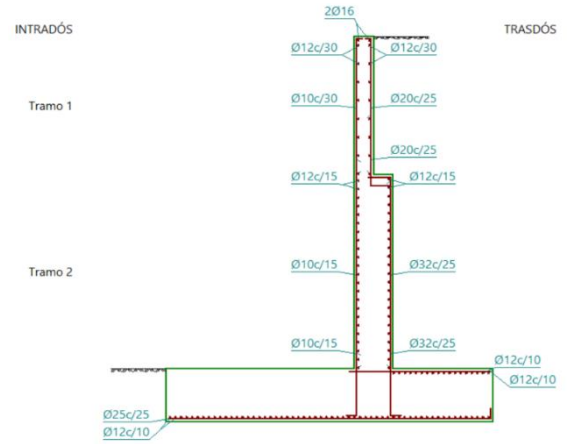 2Ø16
INTRADÓS TRASDÓS
Ø12c/30 Ø12c/30
Tramo 1 Ø10c/30 Ø20c/25
Ø20c/25
Ø12c/15 Ø12c/15
Tramo 2 Ø10c/15 Ø32c/25
Ø10c/15 Ø32c/25
Ø12c/10
Ø12c/10
Ø25c/25
Ø12c/10